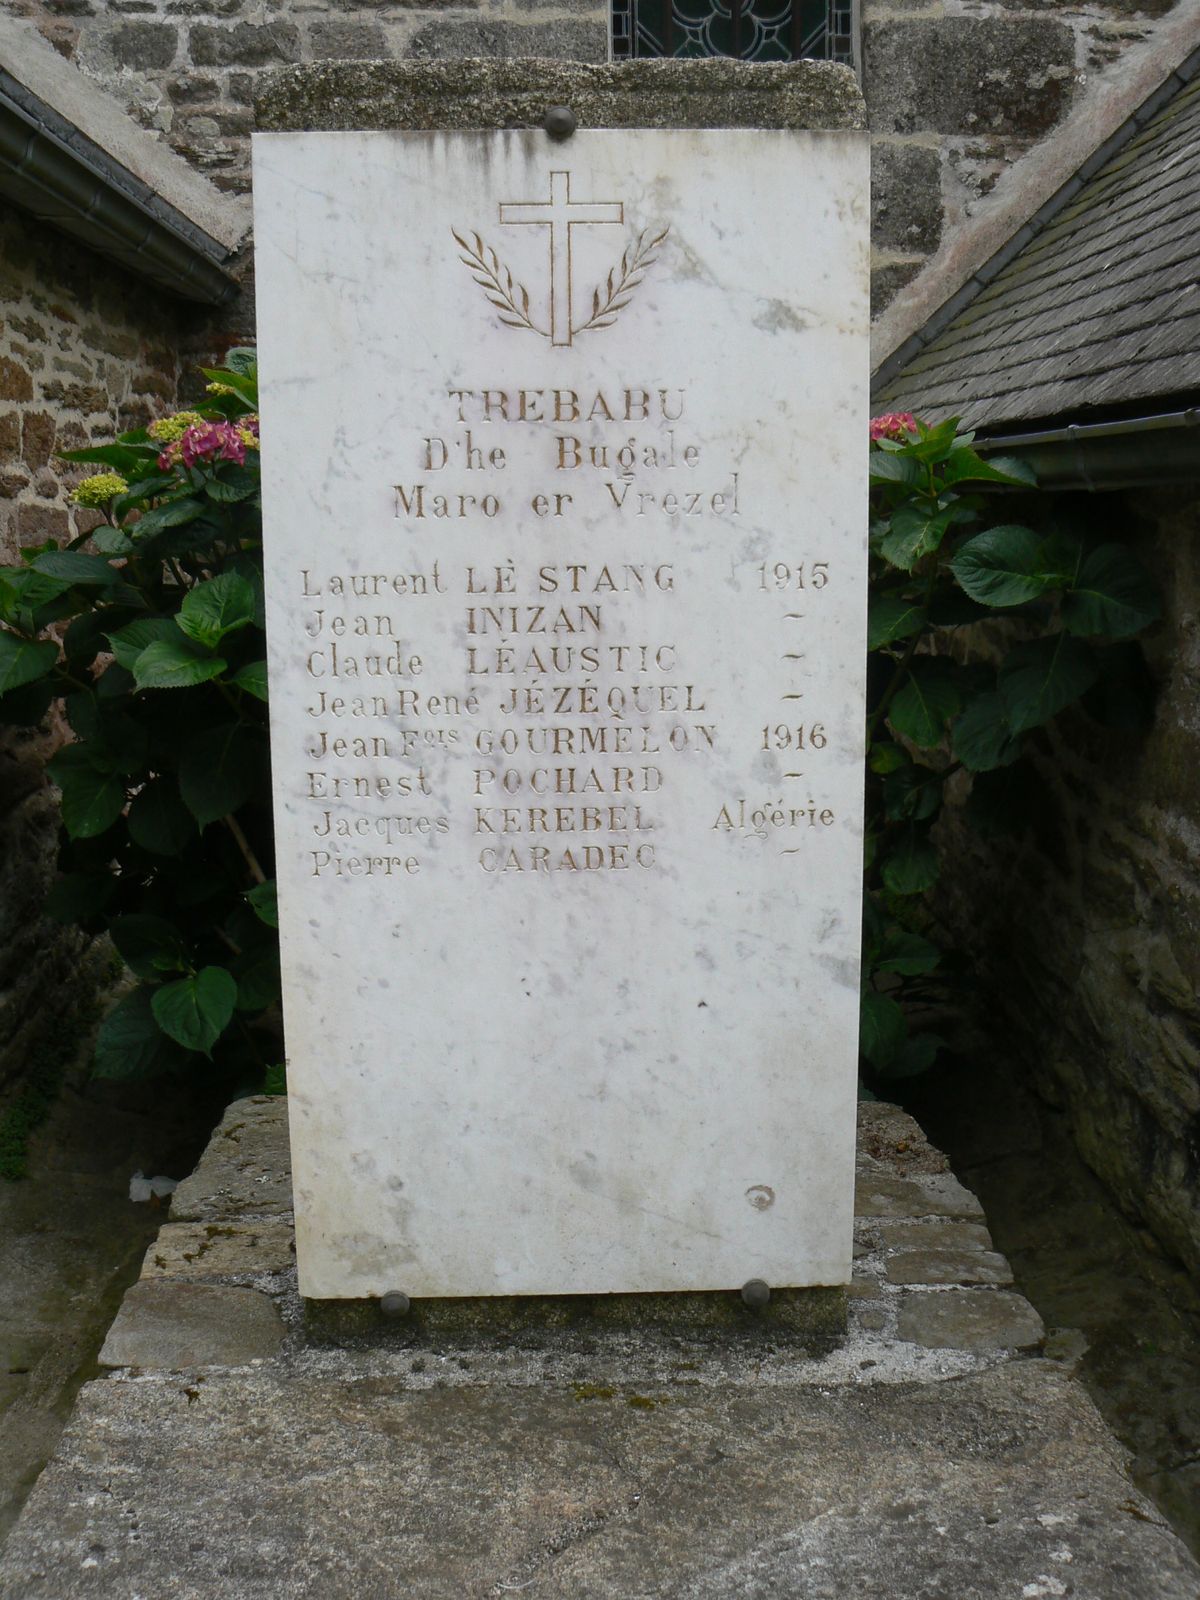 TREBABU
D'he Bugale
Maro er Vrezel
Laurent LE STANG 1915
Jean INIZAN -
Claude LÉAUSTIC -
Jean René JÉZÉQUEL -
Jean Fois GOURMELON 1916
Ernest POCHARD -
Jacques KEREBEL Algérie
Pierre CARADEC -